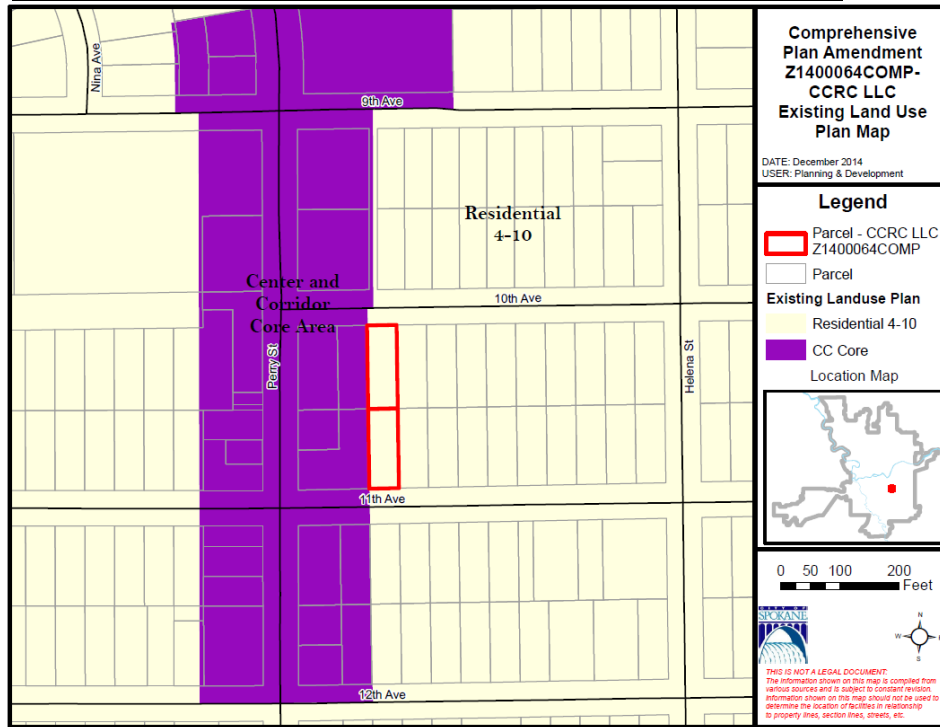 Nina Ave
9th Ave
Residential
4-10
10th Ave
Center and
Corridor
Core Area
Perry St
Helena St
11th Ave
12th Ave
Comprehensive
Plan Amendment
Z1400064COMP-
CCRC LLC
Existing Land Use
Plan Map
DATE: December 2014
USER: Planning & Development
Legend
Parcel - CCRC LLC
Z1400064COMP
Parcel
Existing Landuse Plan
Residential 4-10
CC Core
Location Map
0 50 100 200
Feet
CITY OF
SPOKANE
N
W
S
THIS IS NOT A LEGAL DOCUMENT:
The information shown on this map is compiled from
various sources and is subject to constant revision.
Information shown on this map should not be used to
determine the location of facilities in relationship
to property lines, section lines, streets, etc.